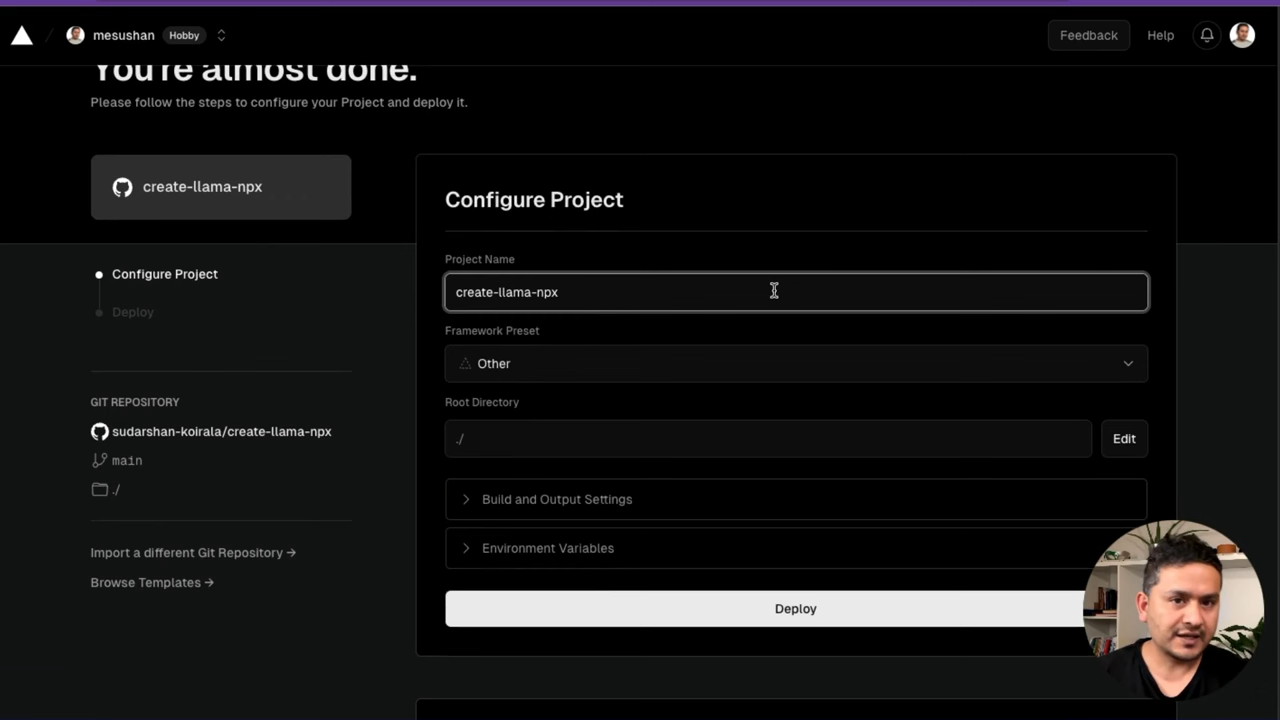 mesushan Hobby
Feedback Help
You're almost done.
Please follow the steps to configure your Project and deploy it.
create-llama-npx
Configure Project
Deploy
GIT REPOSITORY
sudarshan-koirala/create-llama-npx
main
./
Import a different Git Repository →
Browse Templates →
Configure Project
Project Name
create-llama-npx
Framework Preset
Other
Root Directory
./
Edit
Build and Output Settings
Environment Variables
Deploy